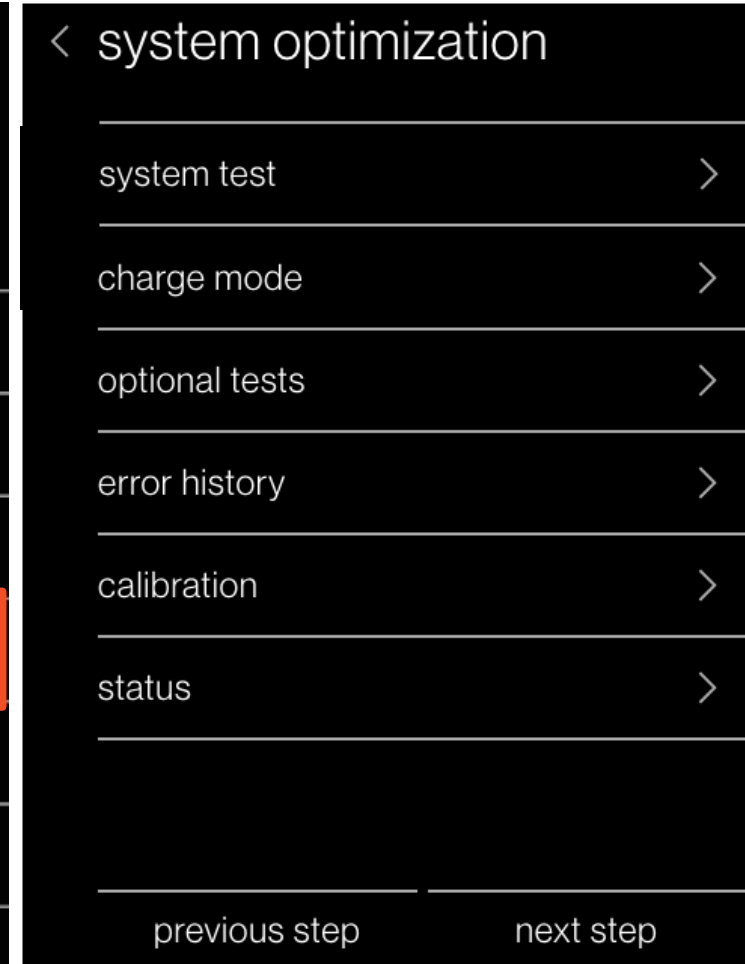 system optimization
system test
charge mode
optional tests
error history
calibration
status
previous step next step